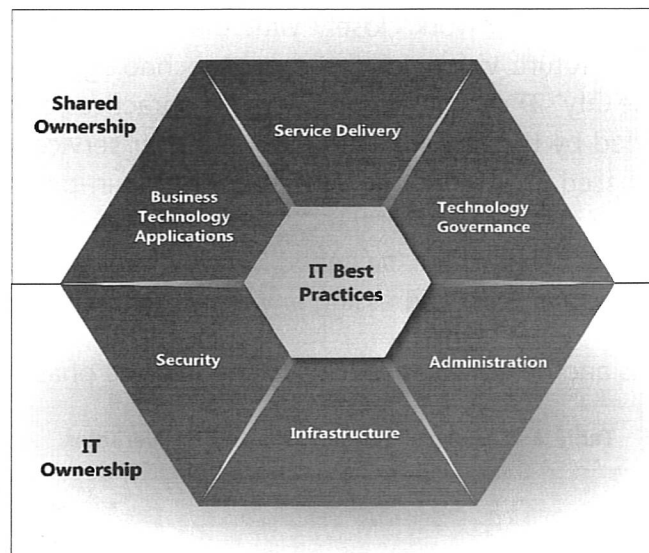 Shared
Ownership
Service Delivery
Business
Technology
Applications
Technology
Governance
IT Best
Practices
Security
Administration
Infrastructure
IT
Ownership